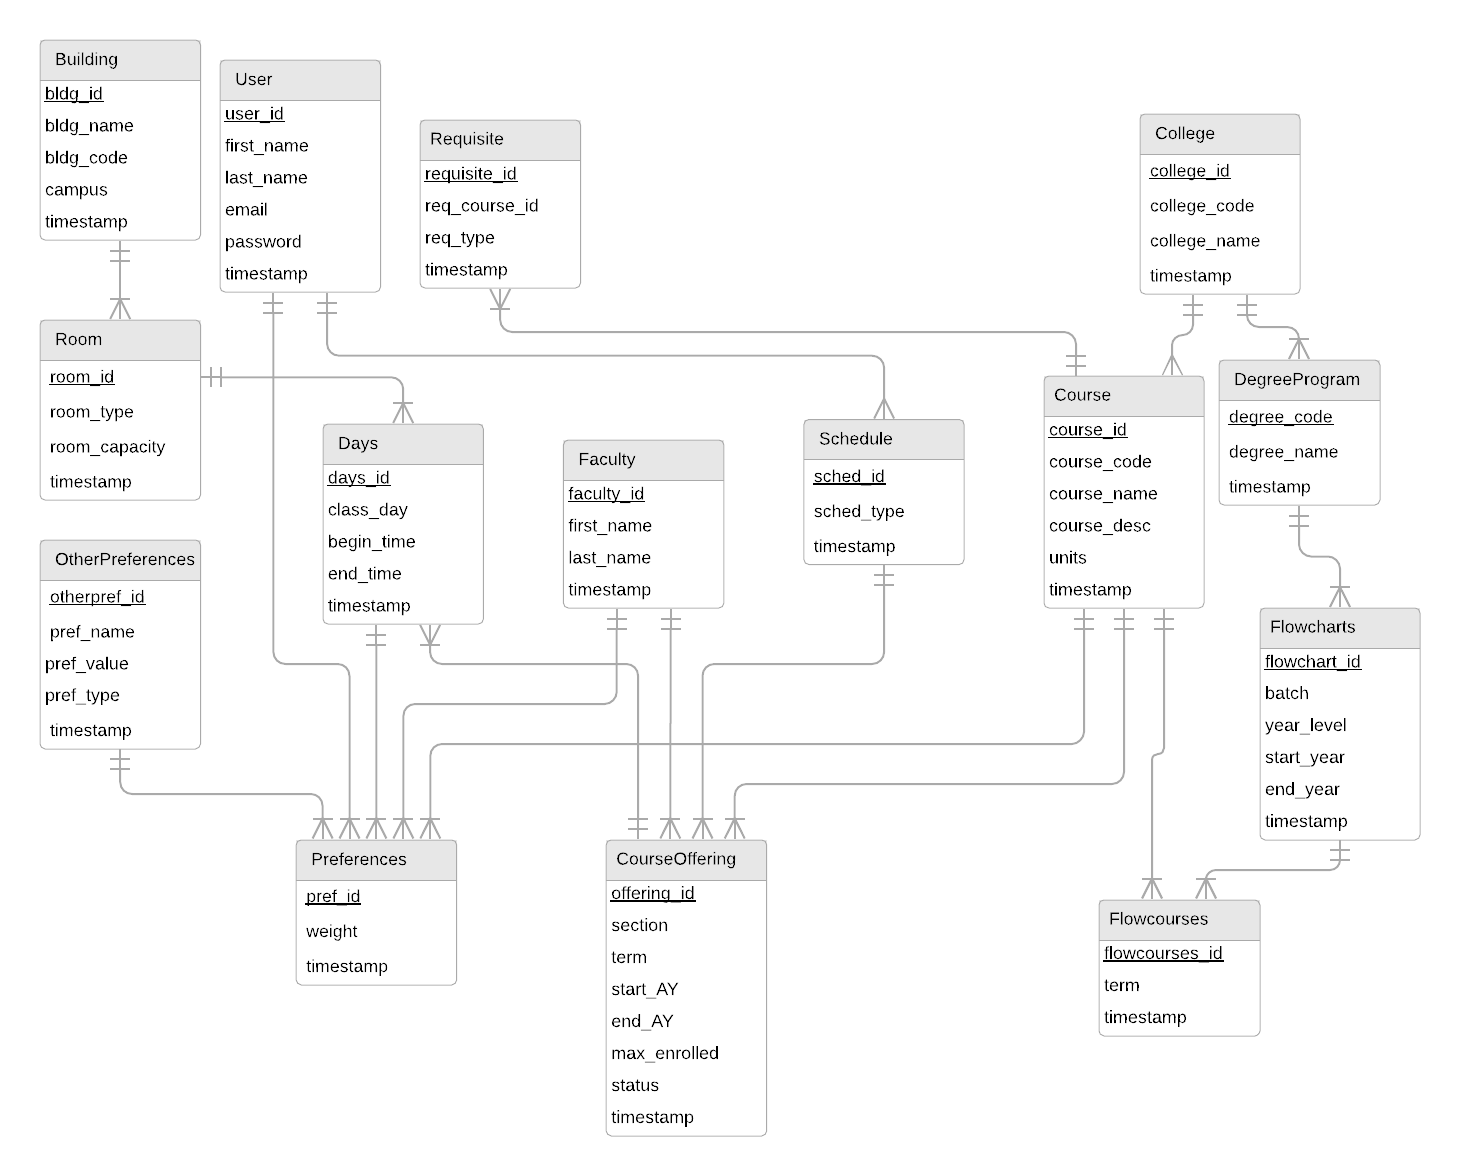 Building
bldg_id
bldg_name
bldg_code
campus
timestamp
User
user_id
first_name
last_name
email
password
timestamp
Requisite
requisite_id
req_course_id
req_type
timestamp
College
college_id
college_code
college_name
timestamp
Room
room_id
room_type
room_capacity
timestamp
Days
days_id
class_day
begin_time
end_time
timestamp
Faculty
faculty_id
first_name
last_name
timestamp
Schedule
sched_id
sched_type
timestamp
Course
course_id
course_code
course_name
course_desc
units
timestamp
DegreeProgram
degree_code
degree_name
timestamp
OtherPreferences
otherpref_id
pref_name
pref_value
pref_type
timestamp
Flowcharts
flowchart_id
batch
year_level
start_year
end_year
timestamp
Preferences
pref_id
weight
timestamp
CourseOffering
offering_id
section
term
start_AY
end_AY
max_enrolled
status
timestamp
Flowcourses
flowcourses_id
term
timestamp